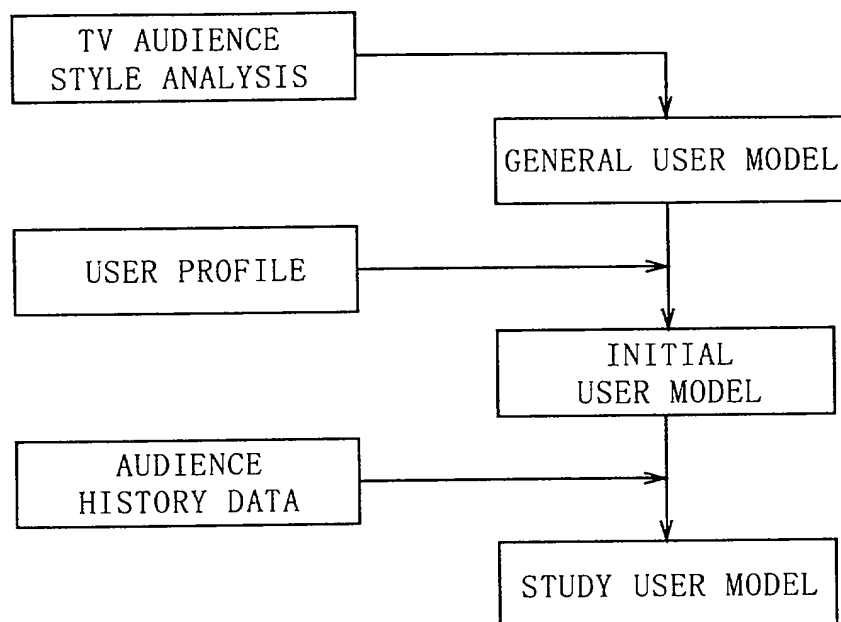 TV AUDIENCE
STYLE ANALYSIS
GENERAL USER MODEL
USER PROFILE
INITIAL
USER MODEL
AUDIENCE
HISTORY DATA
STUDY USER MODEL